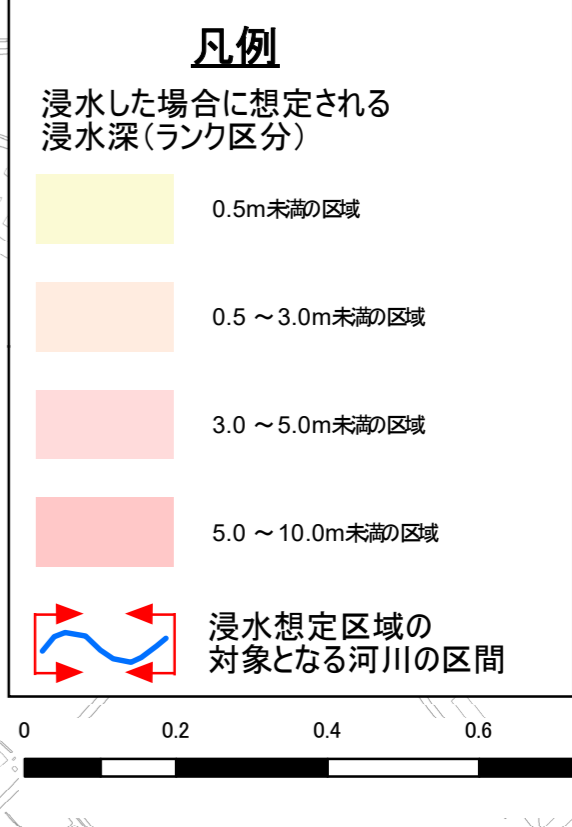 凡例
浸水した場合に想定される
浸水深(ランク区分)
0.5m未満の区域
0.5 ～3.0m未満の区域
3.0 ～5.0m未満の区域
5.0 ～10.0m未満の区域
浸水想定区域の
対象となる河川の区間
0 0.2 0.4 0.6